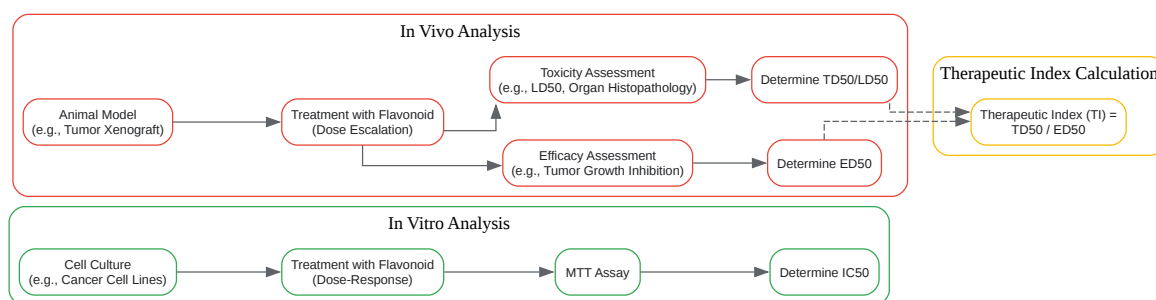 In Vivo Analysis
Animal Model
(e.g., Tumor Xenograft)
Treatment with Flavonoid
(Dose Escalation)
Toxicity Assessment
(e.g., LD50, Organ Histopathology)
Determine TD50/LD50
Efficacy Assessment
(e.g., Tumor Growth Inhibition)
Determine ED50
Therapeutic Index Calculation
Therapeutic Index (TI) =
TD50 / ED50
In Vitro Analysis
Cell Culture
(e.g., Cancer Cell Lines)
Treatment with Flavonoid
(Dose-Response)
MTT Assay
Determine IC50